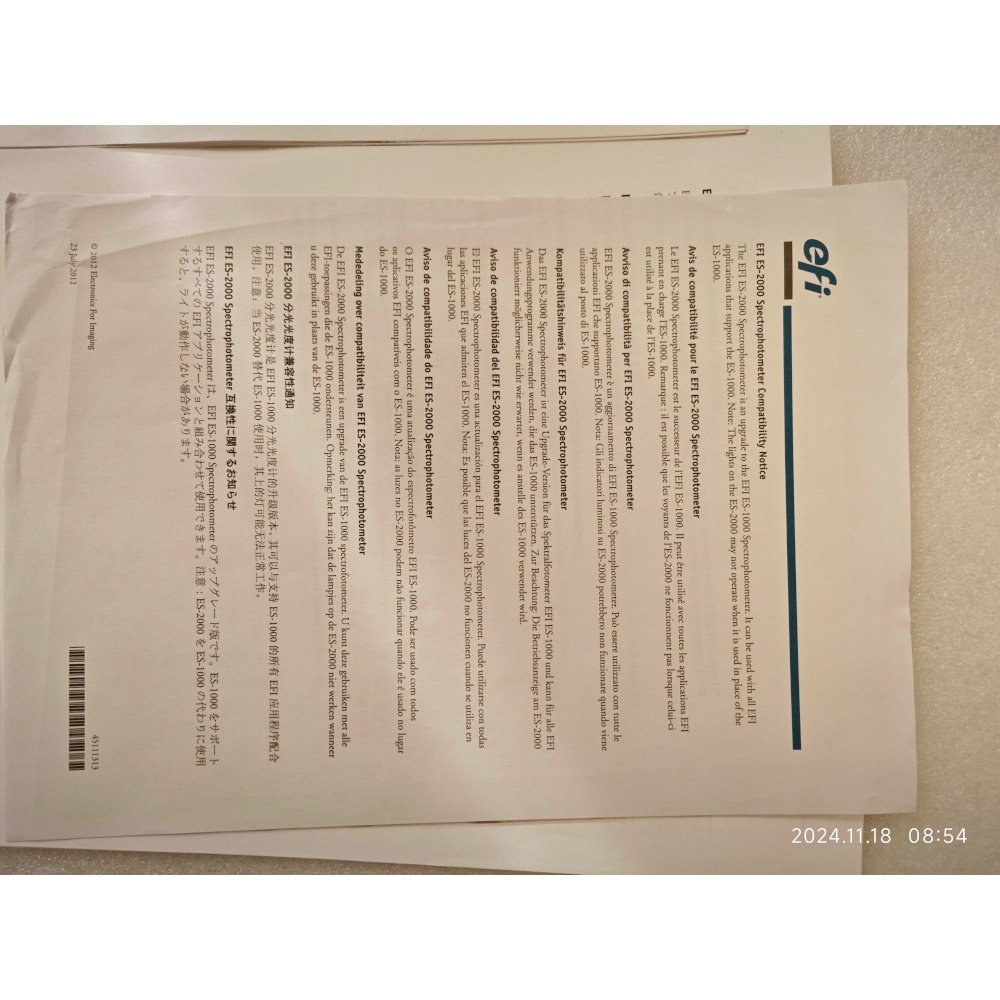 efi
EFI ES-2000 Spectrophotometer Compatibility Notice
The EFI ES-2000 Spectrophotometer is an upgrade to the EFI ES-1000 Spectrophotometer. It can be used with all EFI
applications that support the ES-1000. Note: The lights on the ES-2000 may not operate when it is used in place of the
ES-1000.
Avis de compatibilité pour le EFI ES-2000 Spectrophotometer
Le EFI ES-2000 Spectrophotometer est le successeur de l'EFI ES-1000. Il peut être utilisé avec toutes les applications EFI
prenant en charge l'ES-1000. Remarque : il est possible que les voyants de l'ES-2000 ne fonctionnent pas lorsque celui-ci
est utilisé à la place de l'ES-1000.
Avviso di compatibilità per EFI ES-2000 Spectrophotometer
EFI ES-2000 Spectrophotometer è un aggiornamento di EFI ES-1000 Spectrophotometer. Può essere utilizzato con tutte le
applicazioni EFI che supportano ES-1000. Nota: Gli indicatori luminosi su ES-2000 potrebbero non funzionare quando viene
utilizzato al posto di ES-1000.
Kompatibilitätshinweis für EFI ES-2000 Spectrophotometer
Das EFI ES-2000 Spectrophotometer ist eine Upgrade-Version für das Spektralfotometer EFI ES-1000 und kann für alle EFI
Anwendungsprogramme verwendet werden, die das ES-1000 unterstützen. Zur Beachtung: Die Betriebsanzeige am ES-2000
funktioniert möglicherweise nicht wie erwartet, wenn es anstelle des ES-1000 verwendet wird.
Aviso de compatibilidad del EFI ES-2000 Spectrophotometer
El EFI ES-2000 Spectrophotometer es una actualización para el EFI ES-1000 Spectrophotometer. Puede utilizarse con todas
las aplicaciones EFI que admiten el ES-1000. Nota: Es posible que las luces del ES-2000 no funcionen cuando se utiliza en
lugar del ES-1000.
Aviso de compatibilidade do EFI ES-2000 Spectrophotometer
O EFI ES-2000 Spectrophotometer é uma atualização do espectrofotômetro EFI ES-1000. Pode ser usado com todos
os aplicativos EFI compatíveis com o ES-1000. Nota: as luzes no ES-2000 podem não funcionar quando ele é usado no lugar
do ES-1000.
Mededeling over compatibiliteit van EFI ES-2000 Spectrophotometer
De EFI ES-2000 Spectrophotometer is een upgrade van de EFI ES-1000 spectrofotometer. U kunt deze gebruiken met alle
EFI-toepassingen die de ES-1000 ondersteunen. Opmerking: het kan zijn dat de lampjes op de ES-2000 niet werken wanneer
u deze gebruikt in plaats van de ES-1000.
EFI ES-2000 分光光度计兼容性通知
EFI ES-2000 分光光度计是 EFI ES-1000 分光光度计的升级版本。其可以与支持 ES-1000 的所有 EFI 应用程序配合
使用。注意：当 ES-2000 替代 ES-1000 使用时，其上的灯可能无法正常工作。
EFI ES-2000 Spectrophotometer 互換性に関するお知らせ
EFI ES-2000 Spectrophotometer は、EFI ES-1000 Spectrophotometer のアップグレード版です。ES-1000 をサポート
するすべての EFI アプリケーションと組み合わせて使用できます。注意：ES-2000 を ES-1000 の代わりに使用
すると、ライトが動作しない場合があります。
© 2012 Electronics For Imaging
23 July 2012
45111313
2024.11.18 08:54